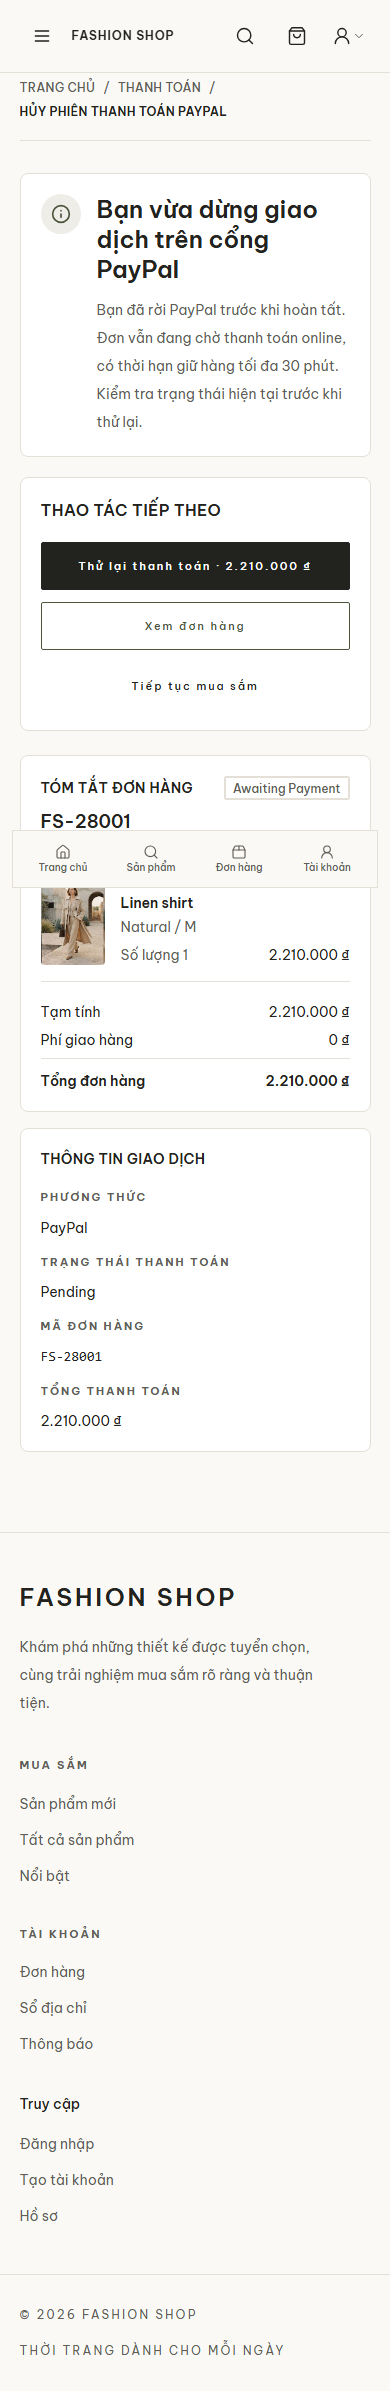 FASHION SHOP
TRANG CHỦ / THANH TOÁN /
HỦY PHIÊN THANH TOÁN PAYPAL
Bạn vừa dừng giao
dịch trên cổng
PayPal
Bạn đã rời PayPal trước khi hoàn tất.
Đơn vẫn đang chờ thanh toán online,
có thời hạn giữ hàng tối đa 30 phút.
Kiểm tra trạng thái hiện tại trước khi
thử lại.
THAO TÁC TIẾP THEO
Thử lại thanh toán · 2.210.000 ₫
Xem đơn hàng
Tiếp tục mua sắm
TÓM TẮT ĐƠN HÀNG Awaiting Payment
FS-28001
Trang chủ Sản phẩm Đơn hàng Tài khoản
Linen shirt
Natural / M
Số lượng 1 2.210.000 ₫
Tạm tính 2.210.000 ₫
Phí giao hàng 0 ₫
Tổng đơn hàng 2.210.000 ₫
THÔNG TIN GIAO DỊCH
PHƯƠNG THỨC
PayPal
TRẠNG THÁI THANH TOÁN
Pending
MÃ ĐƠN HÀNG
FS-28001
TỔNG THANH TOÁN
2.210.000 ₫
FASHION SHOP
Khám phá những thiết kế được tuyển chọn,
cùng trải nghiệm mua sắm rõ ràng và thuận
tiện.
MUA SẮM
Sản phẩm mới
Tất cả sản phẩm
Nổi bật
TÀI KHOẢN
Đơn hàng
Sổ địa chỉ
Thông báo
Truy cập
Đăng nhập
Tạo tài khoản
Hồ sơ
© 2026 FASHION SHOP
THỜI TRANG DÀNH CHO MỖI NGÀY